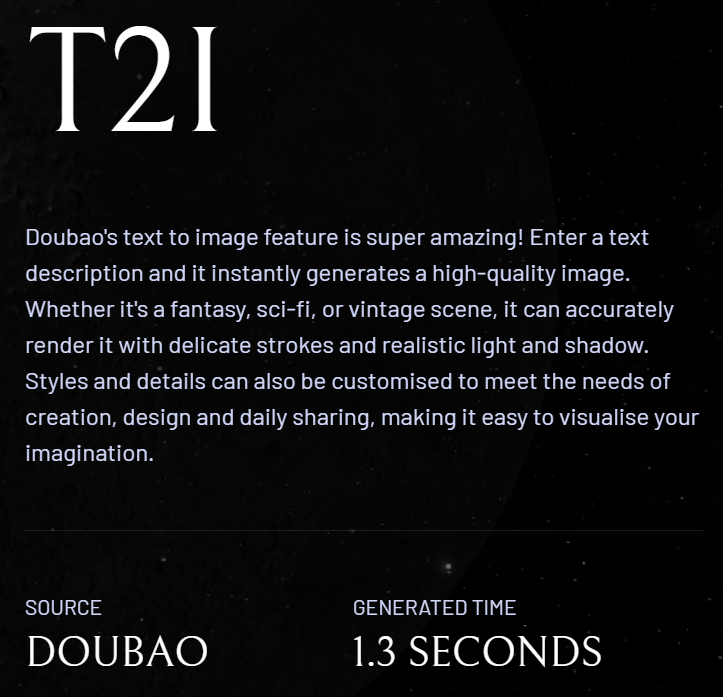 T2I
Doubao's text to image feature is super amazing! Enter a text
description and it instantly generates a high-quality image.
Whether it's a fantasy, sci-fi, or vintage scene, it can accurately
render it with delicate strokes and realistic light and shadow.
Styles and details can also be customised to meet the needs of
creation, design and daily sharing, making it easy to visualise your
imagination.
SOURCE
GENERATED TIME
DOUBAO
1.3 SECONDS